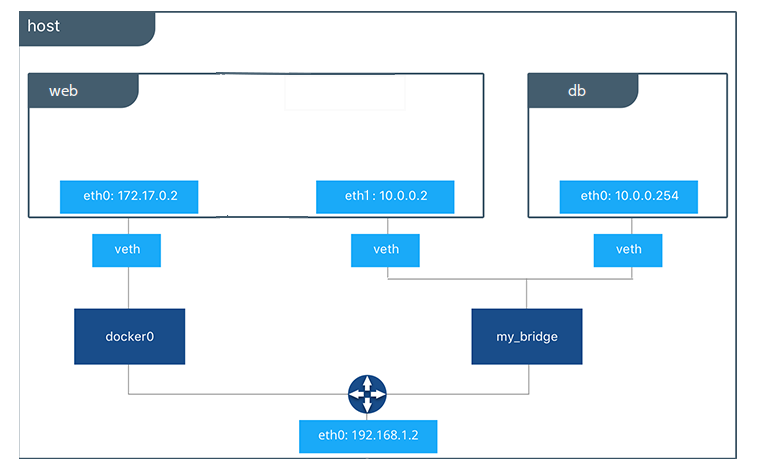 host
web
db
eth0: 172.17.0.2
eth1 : 10.0.0.2
eth0: 10.0.0.254
veth
veth
veth
docker0
my_bridge
eth0: 192.168.1.2